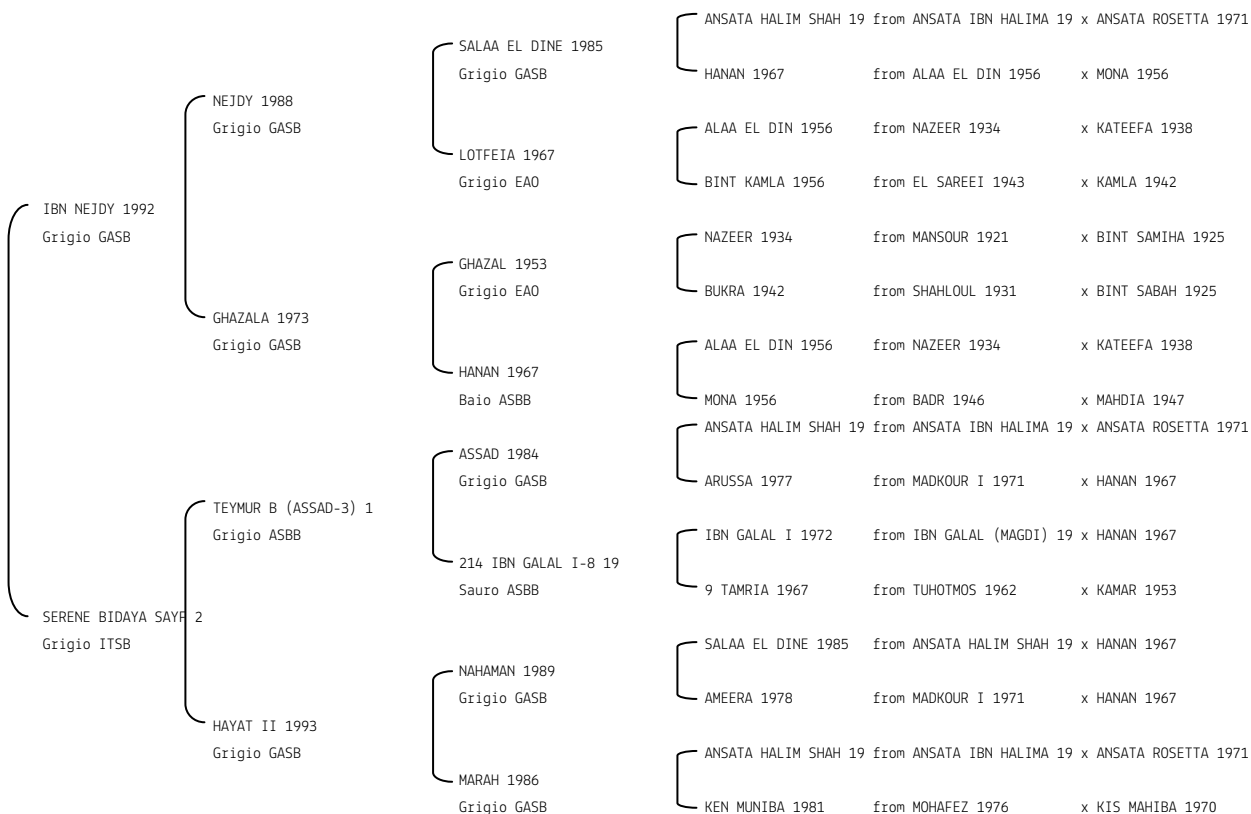 ANSATA HALIM SHAH 19 from ANSATA IBN HALIMA 19 x ANSATA ROSETTA 1971
SALAA EL DINE 1985
Grigio GASB
HANAN 1967 from ALAA EL DIN 1956 x MONA 1956
NEJDY 1988
Grigio GASB
ALAA EL DIN 1956 from NAZEER 1934 x KATEEFA 1938
LOTFEIA 1967
Grigio EAO
BINT KAMLA 1956 from EL SAREEI 1943 x KAMLA 1942
IBN NEJDY 1992
Grigio GASB
NAZEER 1934 from MANSOUR 1921 x BINT SAMIHA 1925
GHAZAL 1953
Grigio EAO
BUKRA 1942 from SHAHLOUL 1931 x BINT SABAH 1925
GHAZALA 1973
Grigio GASB
ALAA EL DIN 1956 from NAZEER 1934 x KATEEFA 1938
HANAN 1967
Baio ASBB
MONA 1956 from BADR 1946 x MAHDIA 1947
ANSATA HALIM SHAH 19 from ANSATA IBN HALIMA 19 x ANSATA ROSETTA 1971
ASSAD 1984
Grigio GASB
ARUSSA 1977 from MADKOUR I 1971 x HANAN 1967
TEYMUR B (ASSAD-3) 1
Grigio ASBB
IBN GALAL I 1972 from IBN GALAL (MAGDI) 19 x HANAN 1967
214 IBN GALAL I-8 19
Sauro ASBB
9 TAMRIA 1967 from TUHOTMOS 1962 x KAMAR 1953
SERENE BIDAYA SAYF 2
Grigio ITSB
SALAA EL DINE 1985 from ANSATA HALIM SHAH 19 x HANAN 1967
NAHAMAN 1989
Grigio GASB
AMEERA 1978 from MADKOUR I 1971 x HANAN 1967
HAYAT II 1993
Grigio GASB
ANSATA HALIM SHAH 19 from ANSATA IBN HALIMA 19 x ANSATA ROSETTA 1971
MARAH 1986
Grigio GASB
KEN MUNIBA 1981 from MOHAFEZ 1976 x KIS MAHIBA 1970